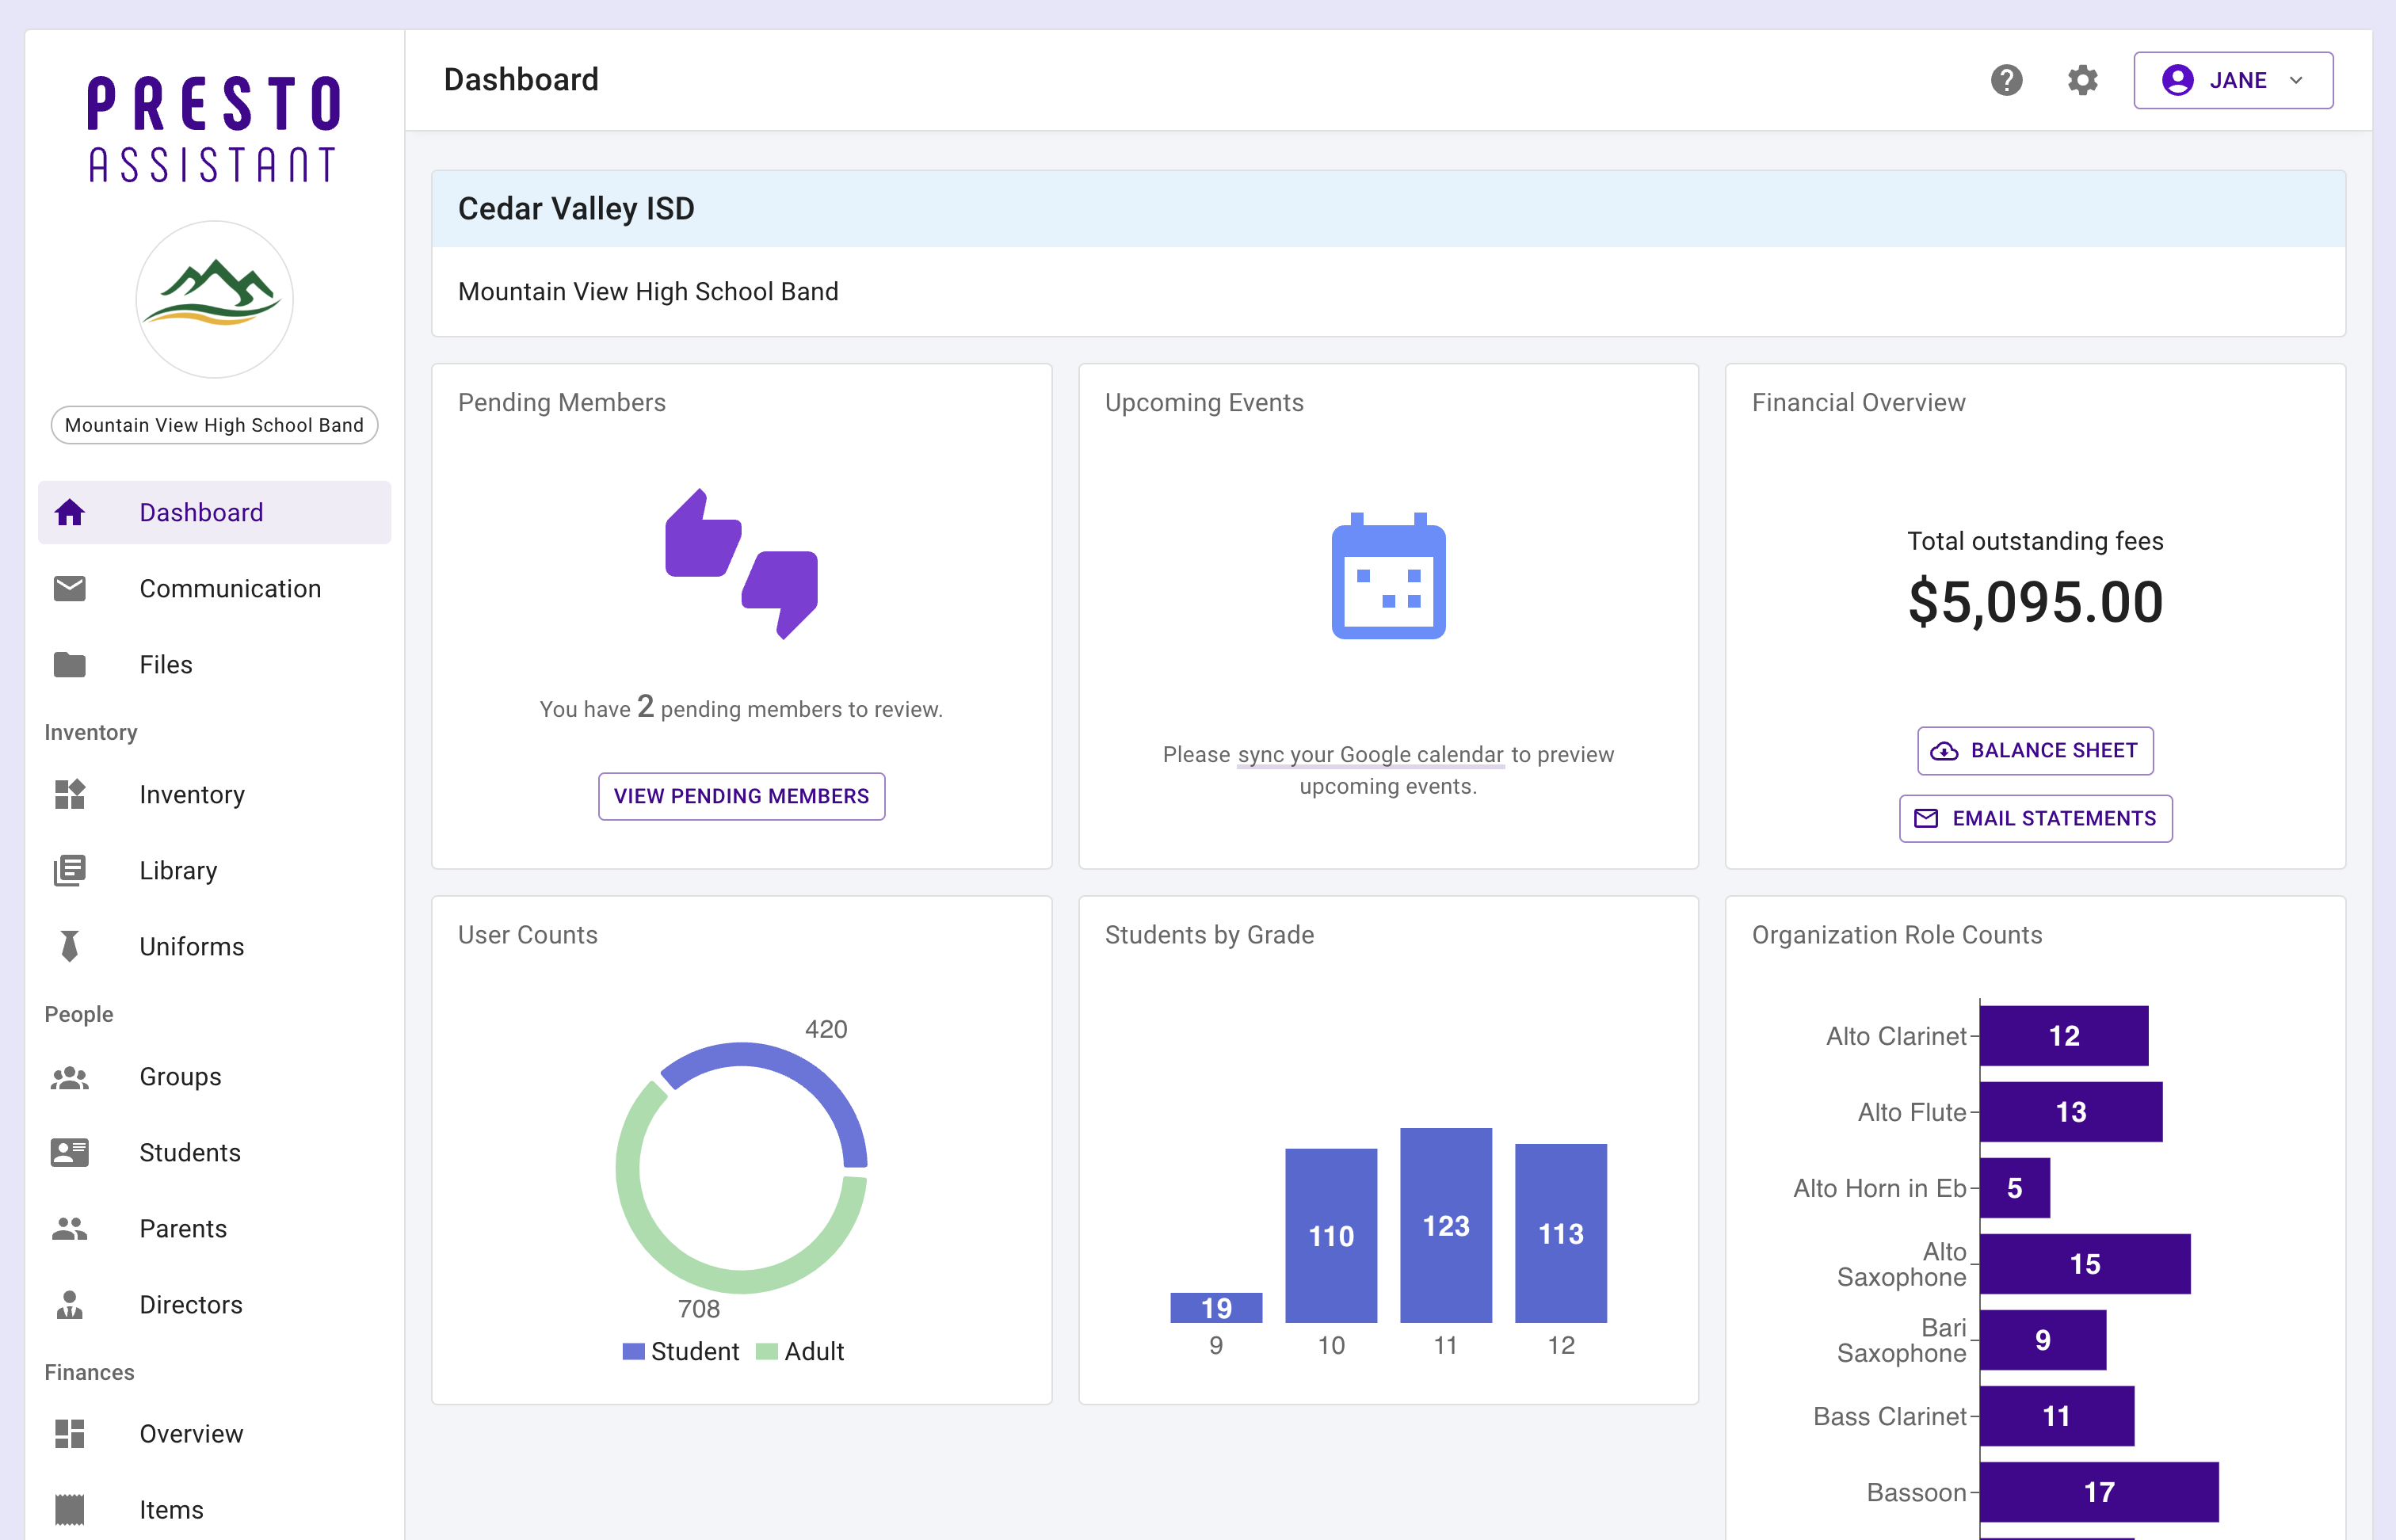 PRESTO
ASSISTANT
Mountain View High School Band
Dashboard
Communication
Files
Inventory
Inventory
Library
Uniforms
People
Groups
Students
Parents
Directors
Finances
Overview
Items
Dashboard
JANE
Cedar Valley ISD
Mountain View High School Band
Pending Members
You have 2 pending members to review.
VIEW PENDING MEMBERS
Upcoming Events
Please sync your Google calendar to preview
upcoming events.
Financial Overview
Total outstanding fees
$5,095.00
BALANCE SHEET
EMAIL STATEMENTS
User Counts
420
708
Student Adult
Students by Grade
19 110 123 113
9 10 11 12
Organization Role Counts
Alto Clarinet 12
Alto Flute 13
Alto Horn in Eb 5
Alto
Saxophone 15
Bari
Saxophone 9
Bass Clarinet 11
Bassoon 17